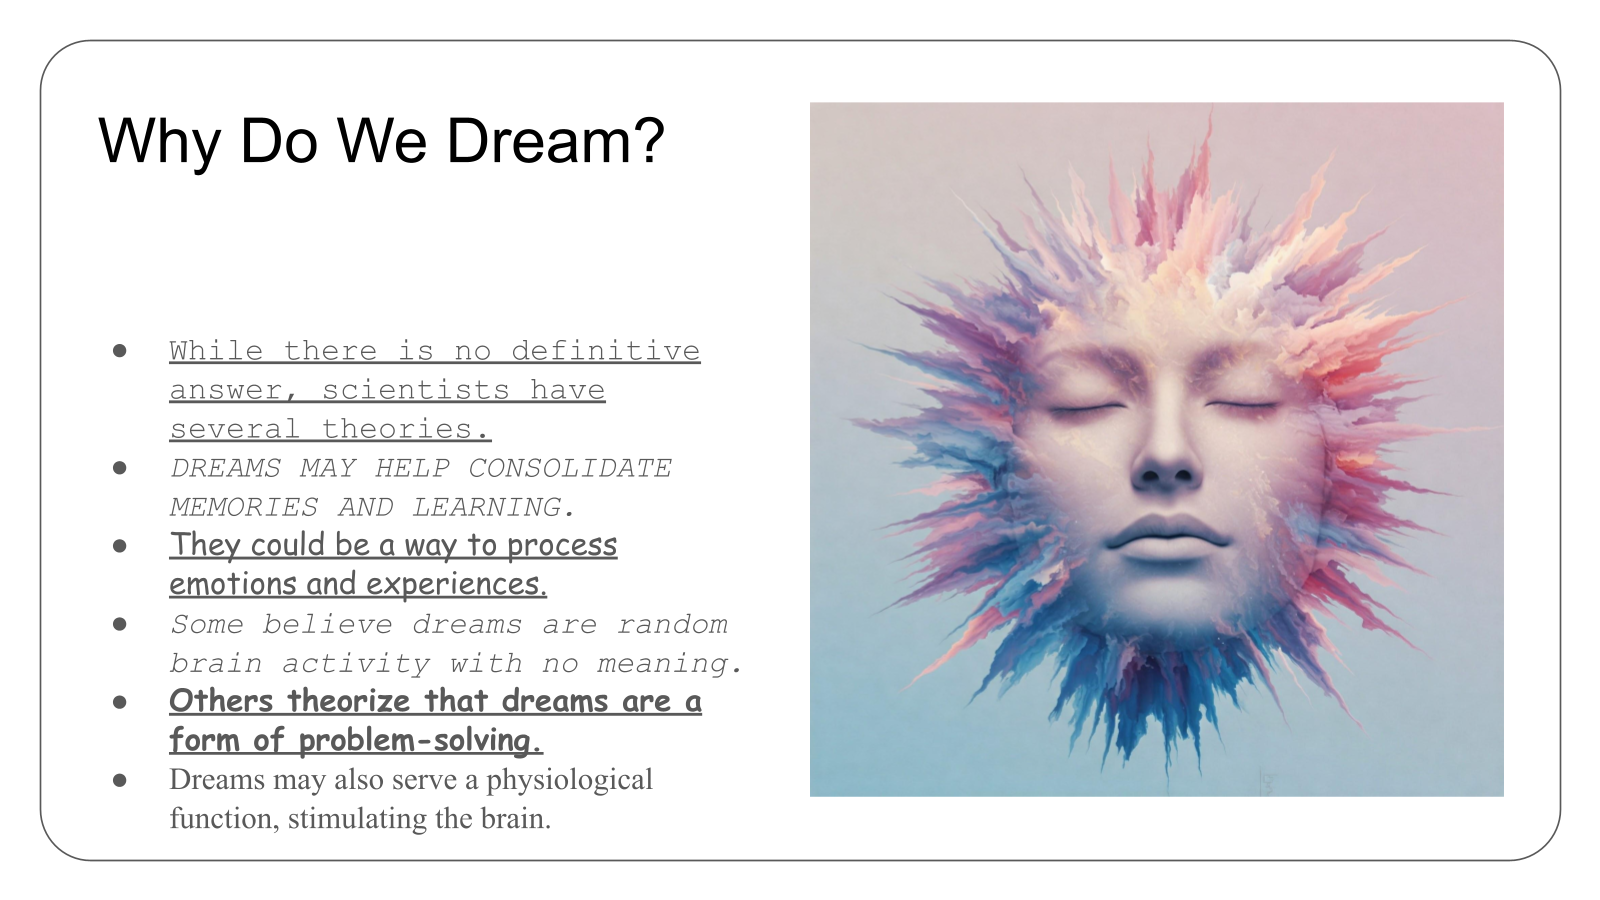 Why Do We Dream?
● While there is no definitive
answer, scientists have
several theories.
● DREAMS MAY HELP CONSOLIDATE
MEMORIES AND LEARNING.
● They could be a way to process
emotions and experiences.
● Some believe dreams are random
brain activity with no meaning.
● Others theorize that dreams are a
form of problem-solving.
● Dreams may also serve a physiological
function, stimulating the brain.